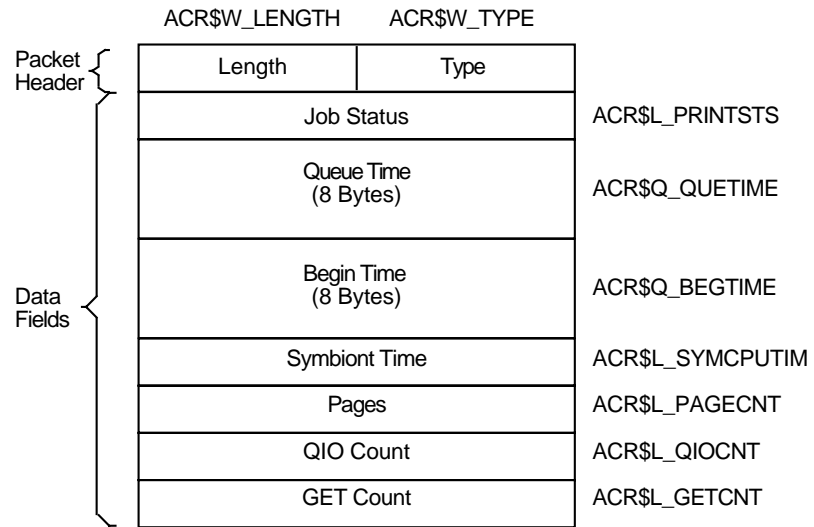 ACR$W_LENGTH ACR$W_TYPE
Packet
Header
Length Type
Job Status ACR$L_PRINTSTS
Queue Time
(8 Bytes)
ACR$Q_QUETIME
Data
Fields
Begin Time
(8 Bytes)
ACR$Q_BEGTIME
Symbiont Time ACR$L_SYMCPUTIM
Pages ACR$L_PAGECNT
QIO Count ACR$L_QIOCNT
GET Count ACR$L_GETCNT